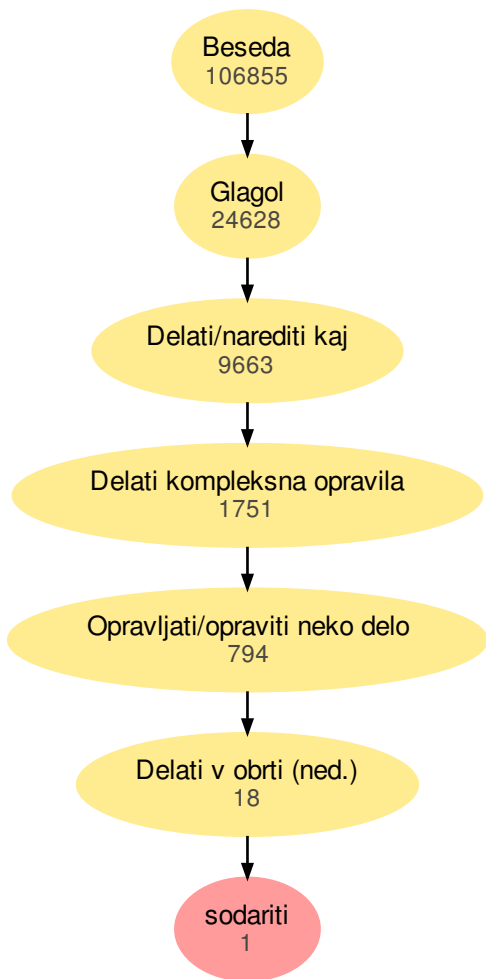 Beseda
106855
Glagol
24628
Delati/narediti kaj
9663
Delati kompleksna opravila
1751
Opravljati/opraviti neko delo
794
Delati v obrti (ned.)
18
sodariti
1